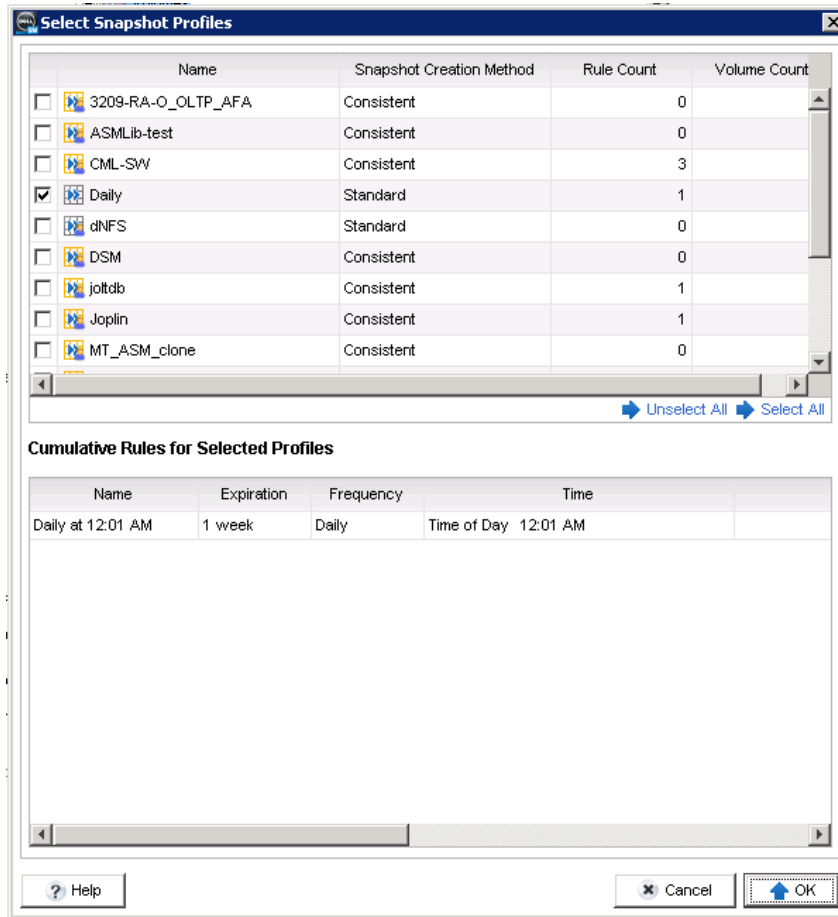 Select Snapshot Profiles
Name Snapshot Creation Method Rule Count Volume Count
3209-RA-O_OLTP_AFA Consistent 0
ASMLib-test Consistent 0
CML-SVV Consistent 3
Daily Standard 1
dNFS Standard 0
DSM Consistent 0
jottdb Consistent 1
Joplin Consistent 1
MT_ASM_clone Consistent 0
Unselect All Select All
Cumulative Rules for Selected Profiles
Name Expiration Frequency Time
Daily at 12:01 AM 1 week Daily Time of Day 12:01 AM
? Help Cancel OK